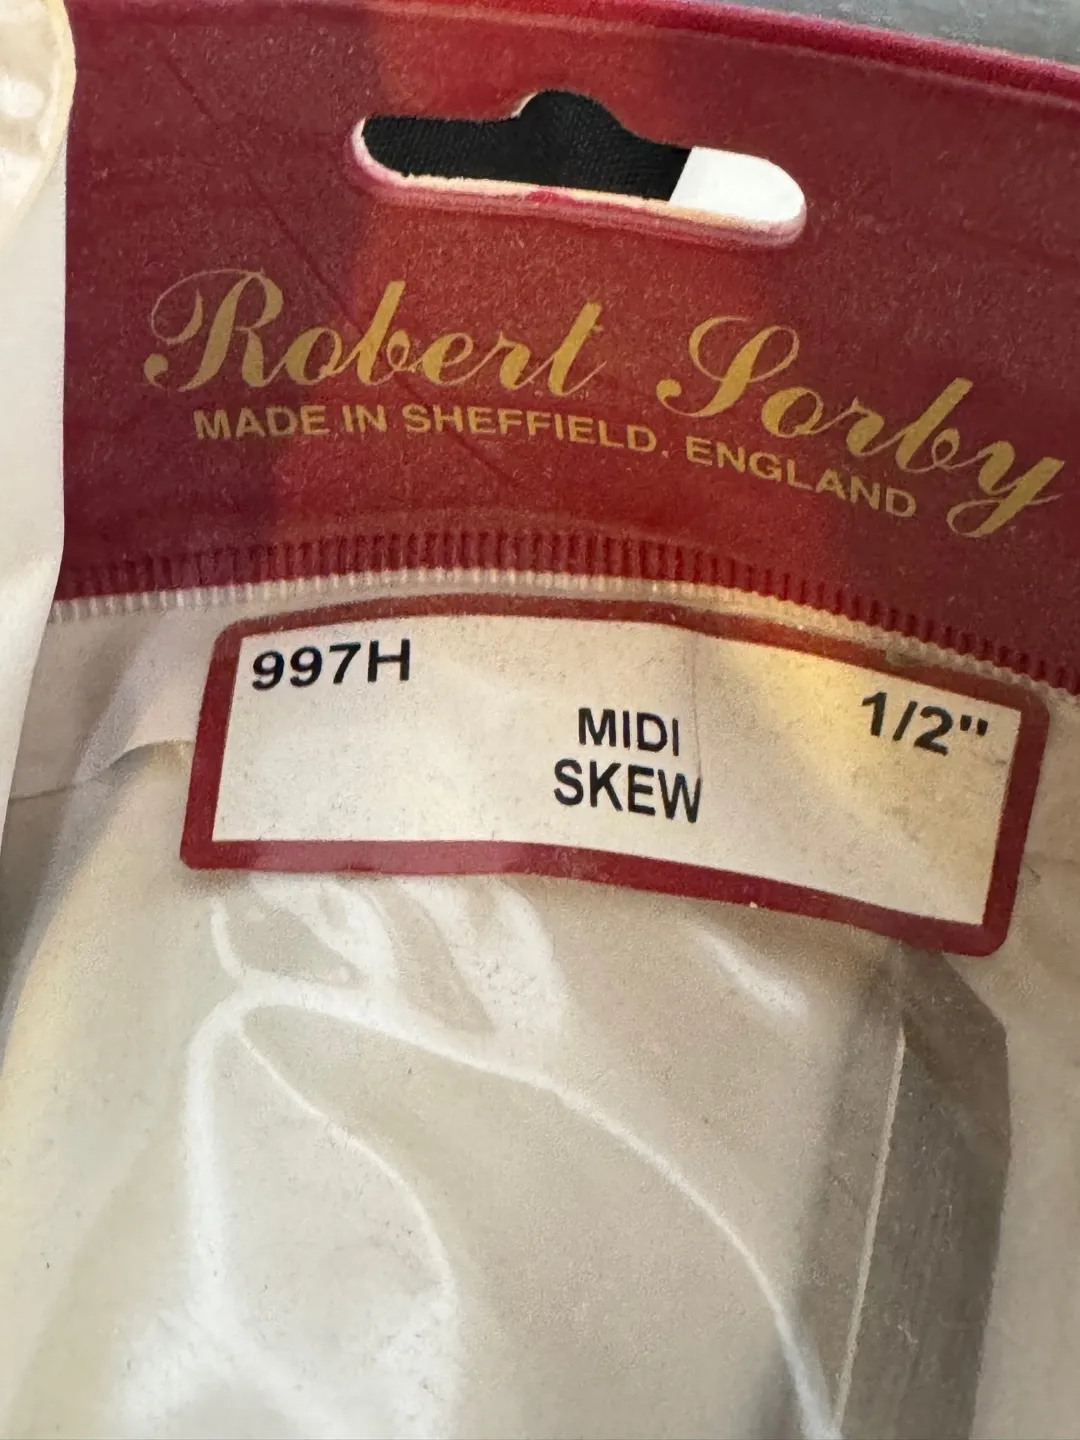 Robert Sorby
MADE IN SHEFFIELD, ENGLAND
997H
1/2"
MIDI
SKEW